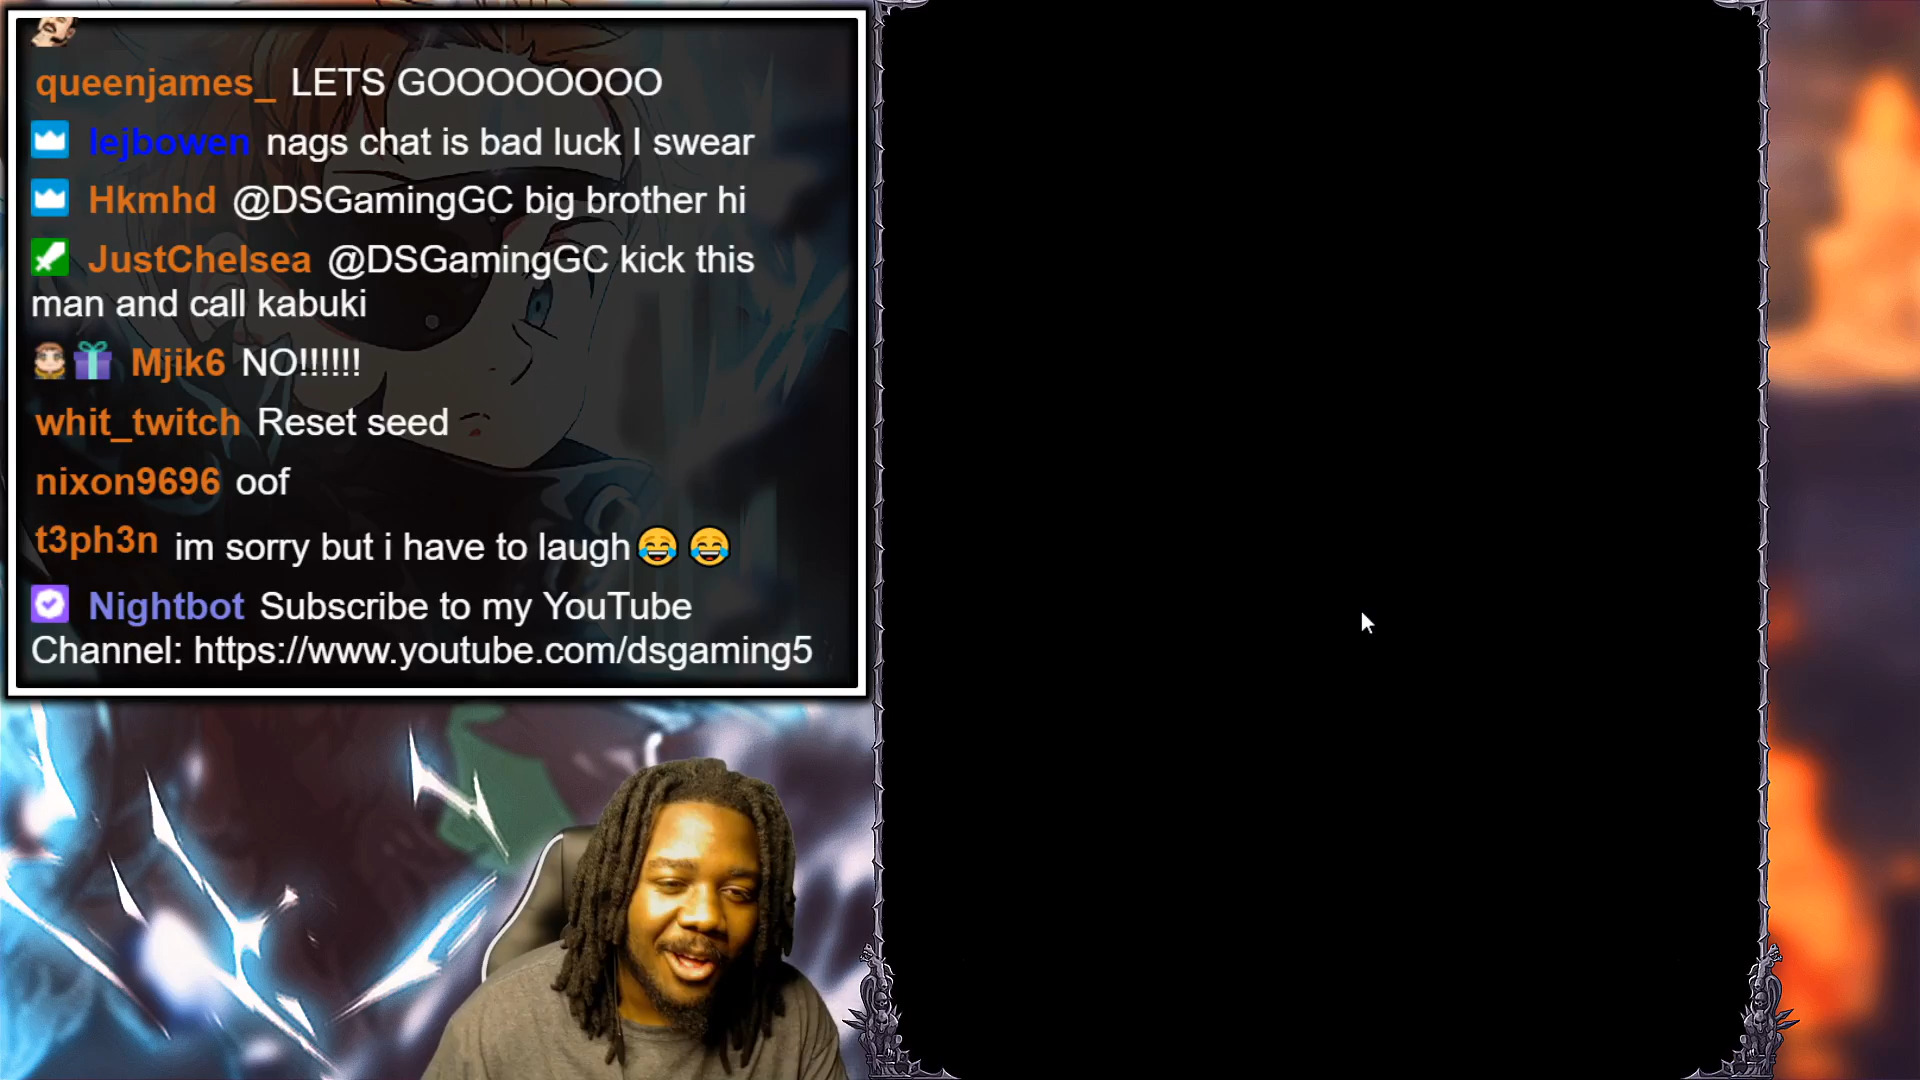 queenjames_ LETS GOOOOOOOO
lejbowen nags chat is bad luck I swear
Hkmhd @DSGamingGC big brother hi
JustChelsea @DSGamingGC kick this
man and call kabuki
Mjik6 NO!!!!!!
whit_twitch Reset seed
nixon9696 oof
t3ph3n im sorry but i have to laugh😂 😂
Nightbot Subscribe to my YouTube
Channel: https://www.youtube.com/dsgaming5